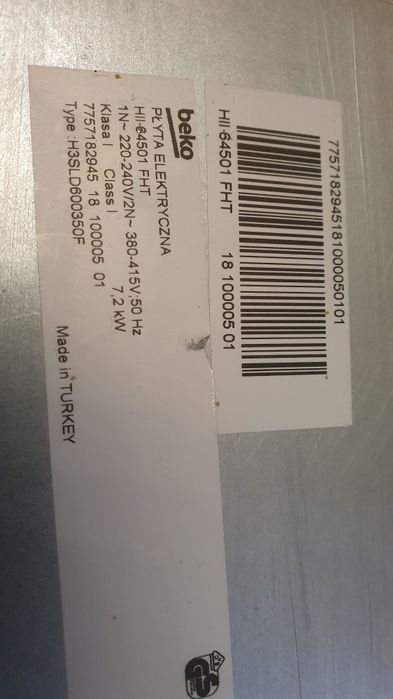 7757182945181000050101
HII-64501 FHT 18 100005 01
beko
PŁYTA ELEKTRYCZNA
HII-64501 FHT
1N~ 220-240V/2N~ 380-415V;50 Hz
Klasa I Class I 7,2 kW
7757182945 18 100005 01
Type :H3SLD600350F
Made in TURKEY